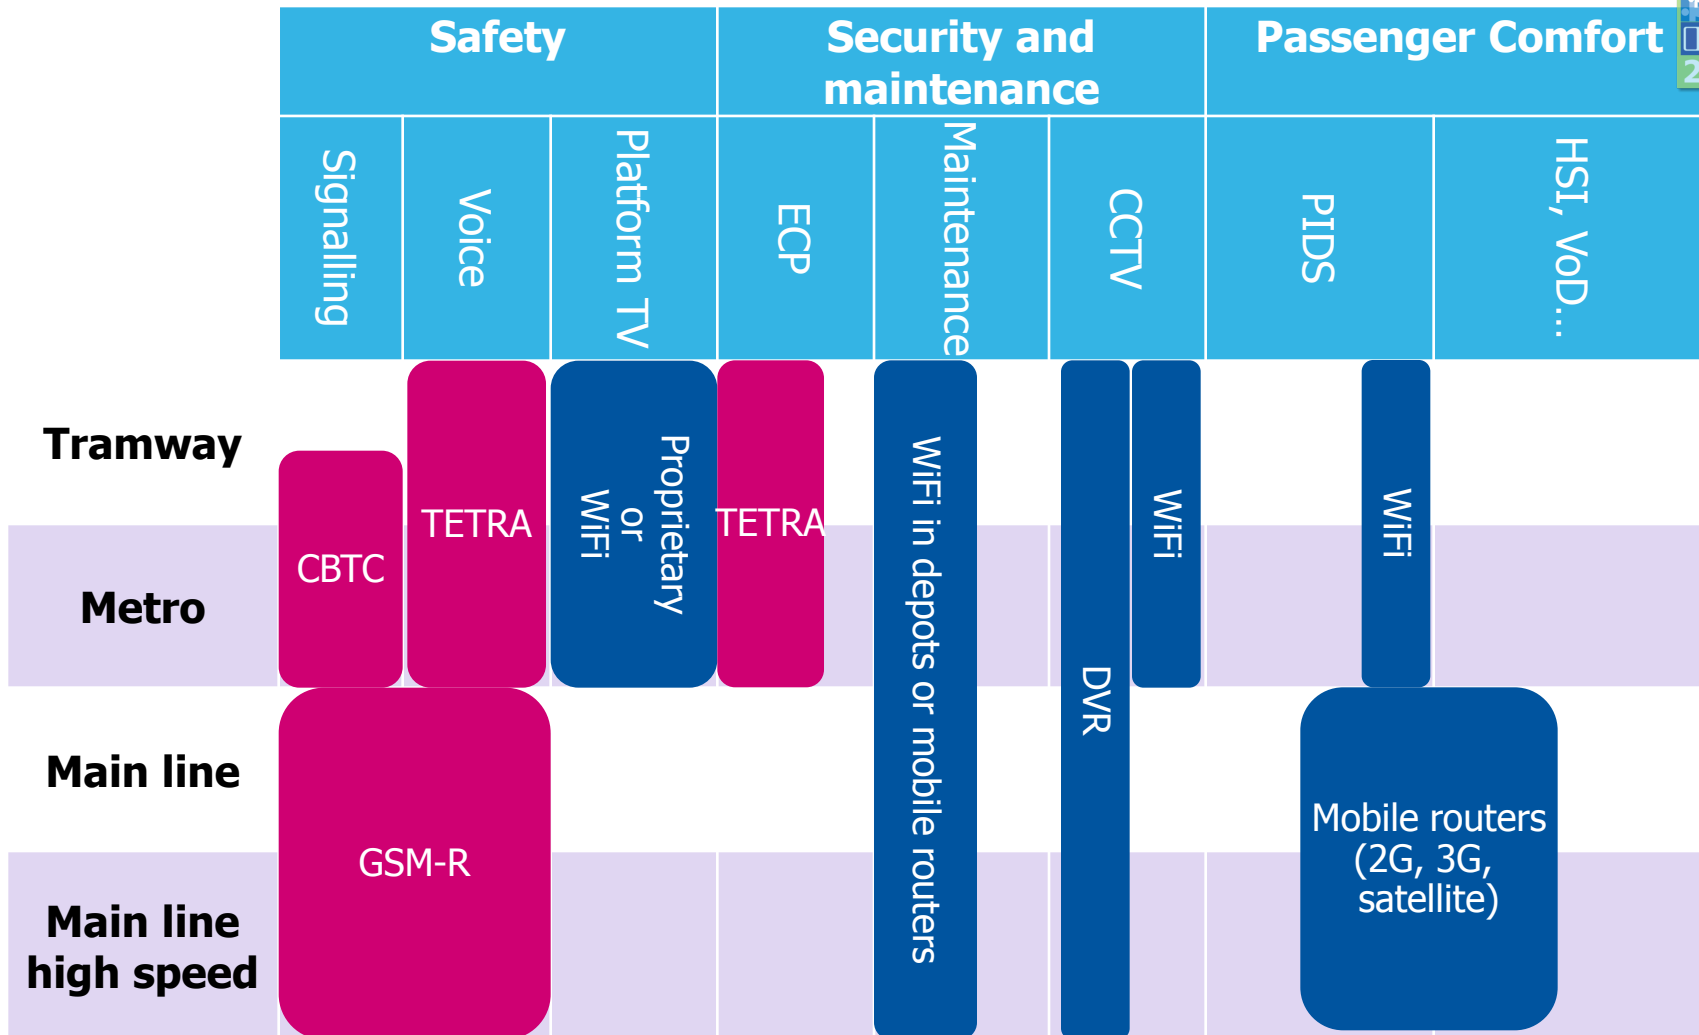 Safety
Security and
maintenance
Passenger Comfort
2
Signalling
Voice
Platform TV
ECP
Maintenance
CCTV
PIDS
HSI, VoD...
Tramway
Metro
Main line
Main line
high speed
CBTC
TETRA
Proprietary
or
WiFi
TETRA
WiFi in depots or mobile routers
DVR
WiFi
WiFi
GSM-R
Mobile routers
(2G, 3G,
satellite)